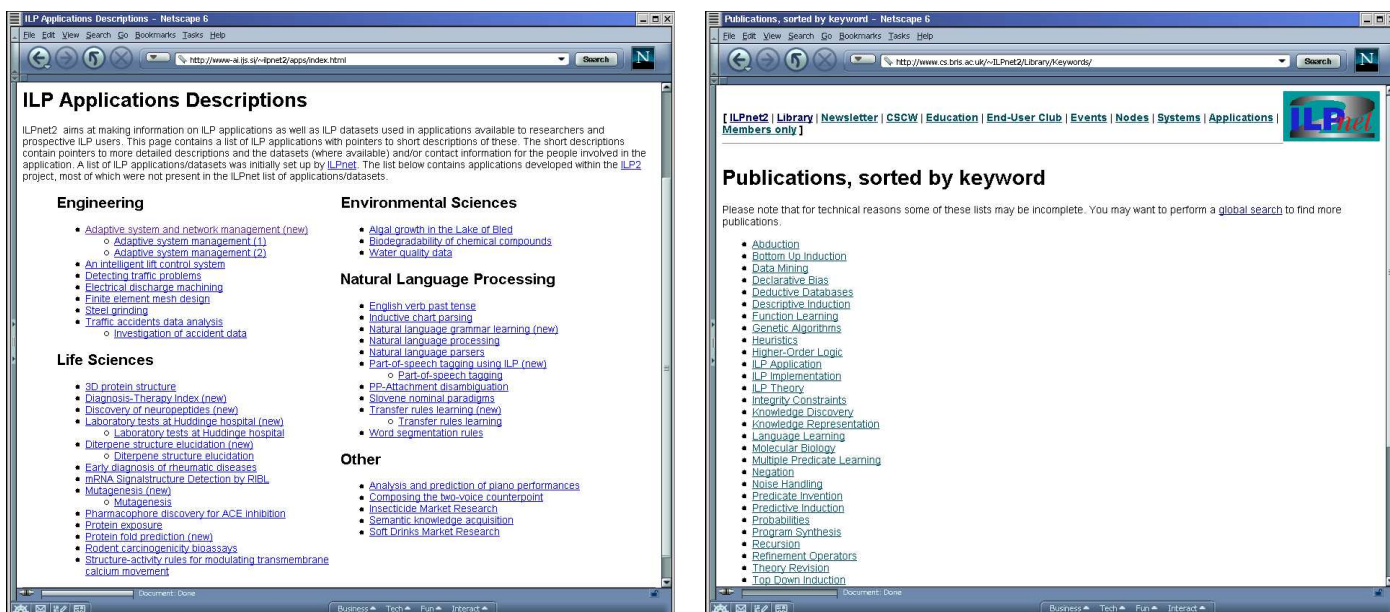 ILP Applications Descriptions - Netscape 6
File Edit View Search Go Bookmarks Tasks Help
http://www-ai.ijs.si/~ilpnet2/apps/index.html
Search
N
ILP Applications Descriptions
ILPnet2 aims at making information on ILP applications as well as ILP datasets used in applications available to researchers and
prospective ILP users. This page contains a list of ILP applications with pointers to short descriptions of these. The short descriptions
contain pointers to more detailed descriptions and the datasets (where available) and/or contact information for the people involved in the
application. A list of ILP applications/datasets was initially set up by ILPnet. The list below contains applications developed within the ILP2
project, most of which were not present in the ILPnet list of applications/datasets.
Engineering
Adaptive system and network management (new)
Adaptive system management (1)
Adaptive system management (2)
An intelligent lift control system
Detecting traffic problems
Electrical discharge machining
Finite element mesh design
Steel grinding
Traffic accidents data analysis
Investigation of accident data
Life Sciences
3D protein structure
Diagnosis-Therapy Index (new)
Discovery of neuropeptides (new)
Laboratory tests at Huddinge hospital (new)
Laboratory tests at Huddinge hospital
Diterpene structure elucidation (new)
Diterpene structure elucidation
Early diagnosis of rheumatic diseases
mRNA Signalstructure Detection by RIBL
Mutagenesis (new)
Mutagenesis
Pharmacophore discovery for ACE inhibition
Protein exposure
Protein fold prediction (new)
Rodent carcinogenicity bioassays
Structure-activity rules for modulating transmembrane
calcium movement
Environmental Sciences
Algal growth in the Lake of Bled
Biodegradability of chemical compounds
Water quality data
Natural Language Processing
English verb past tense
Inductive chart parsing
Natural language grammar learning (new)
Natural language processing
Natural language parsers
Part-of-speech tagging using ILP (new)
Part-of-speech tagging
PP-Attachment disambiguation
Slovene nominal paradigms
Transfer rules learning (new)
Transfer rules learning
Word segmentation rules
Other
Analysis and prediction of piano performances
Composing the two-voice counterpoint
Insecticide Market Research
Semantic knowledge acquisition
Soft Drinks Market Research
Document: Done
Business Tech Fun Interact
Publications, sorted by keyword - Netscape 6
File Edit View Search Go Bookmarks Tasks Help
http://www.cs.bris.ac.uk/~ILPnet2/Library/Keywords/
Search
N
[ ILPnet2 | Library | Newsletter | CSCW | Education | End-User Club | Events | Nodes | Systems | Applications |
Members only ]
ILPnet
Publications, sorted by keyword
Please note that for technical reasons some of these lists may be incomplete. You may want to perform a global search to find more
publications.
Abduction
Bottom Up Induction
Data Mining
Declarative Bias
Deductive Databases
Descriptive Induction
Function Learning
Genetic Algorithms
Heuristics
Higher-Order Logic
ILP Application
ILP Implementation
ILP Theory
Integrity Constraints
Knowledge Discovery
Knowledge Representation
Language Learning
Molecular Biology
Multiple Predicate Learning
Negation
Noise Handling
Predicate Invention
Predictive Induction
Probabilities
Program Synthesis
Recursion
Refinement Operators
Theory Revision
Top Down Induction
Document: Done
Business Tech Fun Interact